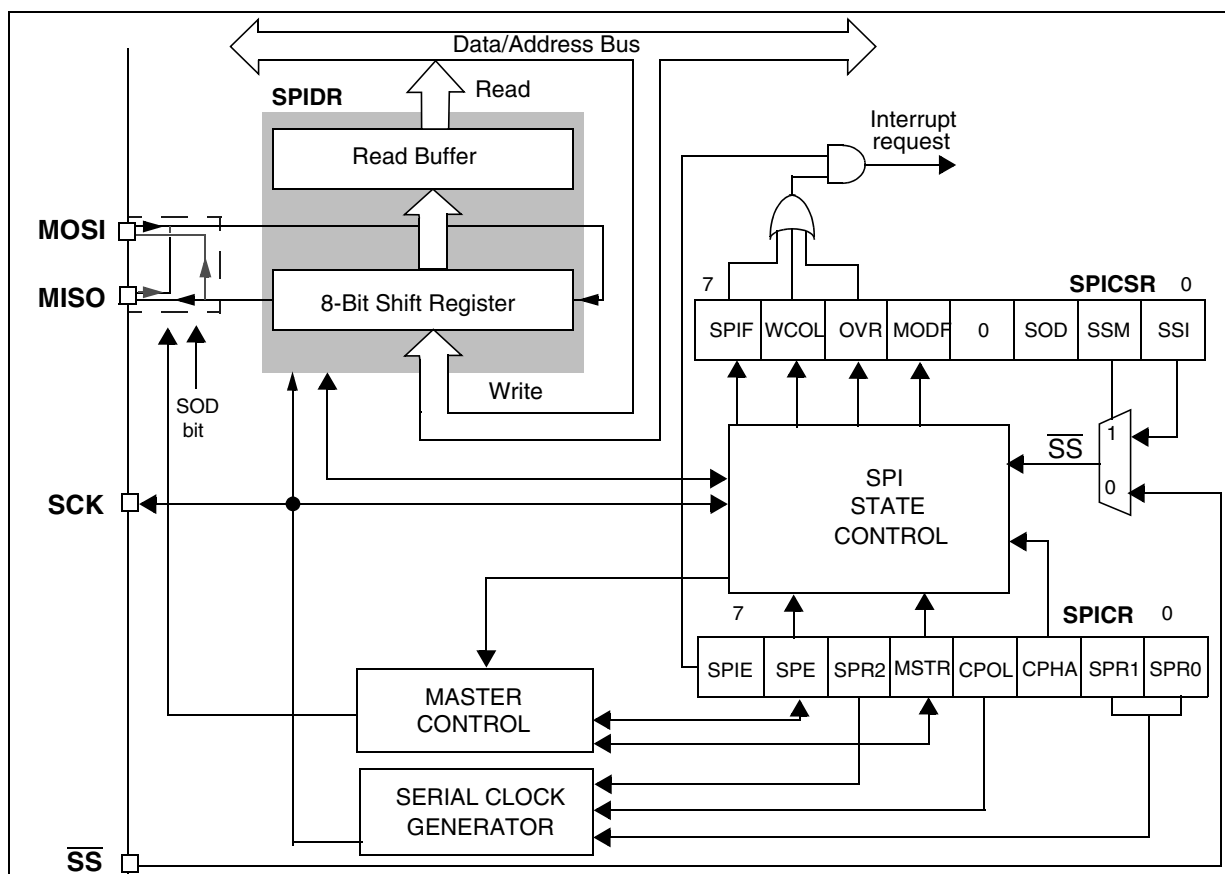 Data/Address Bus
SPIDR
Read
Read Buffer
Interrupt
request
MOSI
MISO
8-Bit Shift Register
7
SPICSR
0
SPIF
WCOL
OVR
MODF
0
SOD
SSM
SSI
Write
SOD
bit
1
SS
0
SCK
SPI
STATE
CONTROL
7
SPICR
0
SPIE
SPE
SPR2
MSTR
CPOL
CPHA
SPR1
SPR0
MASTER
CONTROL
SERIAL CLOCK
GENERATOR
SS